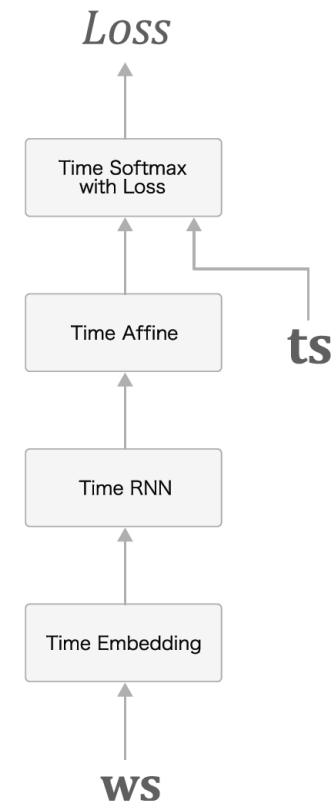 Loss
Time Softmax
with Loss
Time Affine
ts
Time RNN
Time Embedding
ws